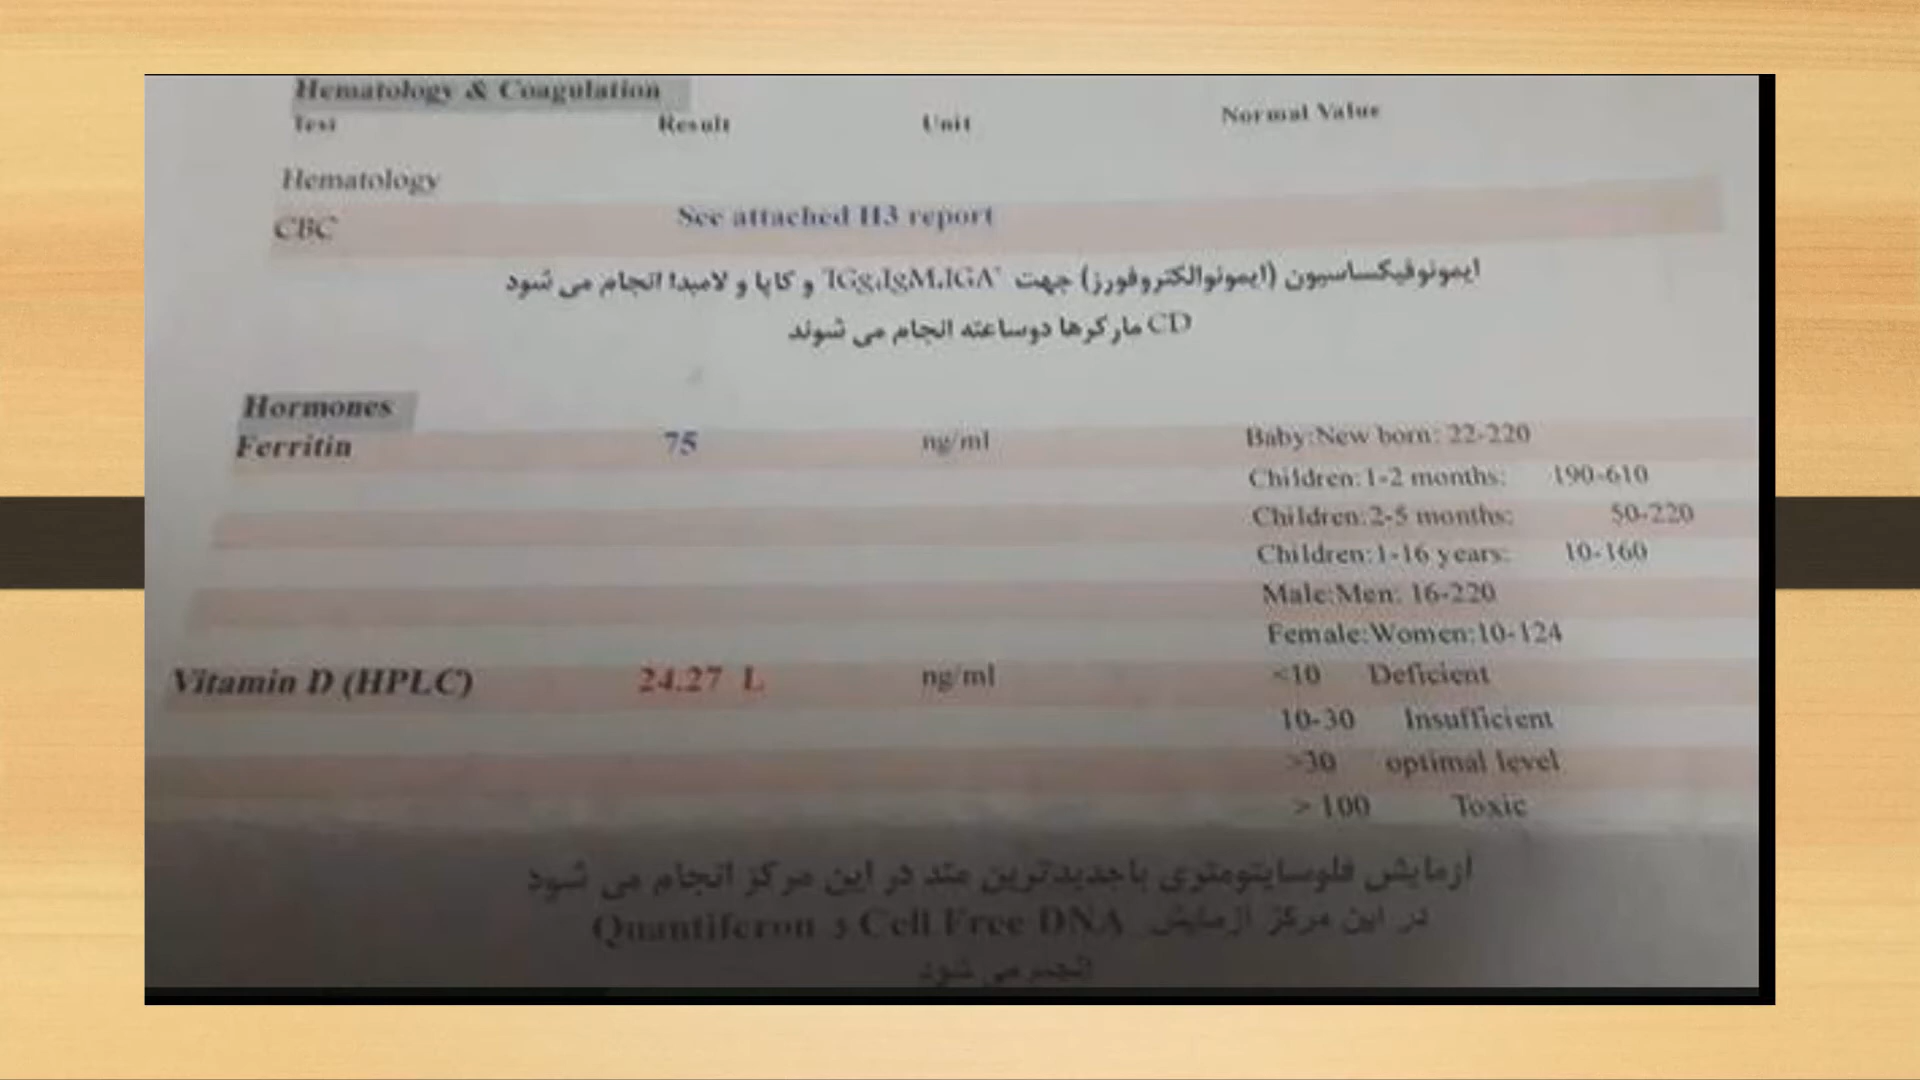 Hematology & Coagulation
Test Result Unit Normal Value
Hematology
CBC See attached H3 report
ایمونوفیکساسیون (ایمونوالکتروفورز) جهت IGg,IgM,IGA و کاپا و لامبدا انجام می شود
CD مارکرها دوساعته انجام می شوند
Hormones
Ferritin 75 ng/ml Baby:New born: 22-220
Children:1-2 months: 190-610
Children:2-5 months: 50-220
Children:1-16 years: 10-160
Male:Men: 16-220
Female:Women:10-124
Vitamin D (HPLC) 24.27 L ng/ml <10 Deficient
10-30 Insufficient
>30 optimal level
> 100 Toxic
آزمایش فلوسایتومتری با جدیدترین متد در این مرکز انجام می شود
در این مرکز آزمایش Quantiferon و Cell Free DNA
انجام می شود